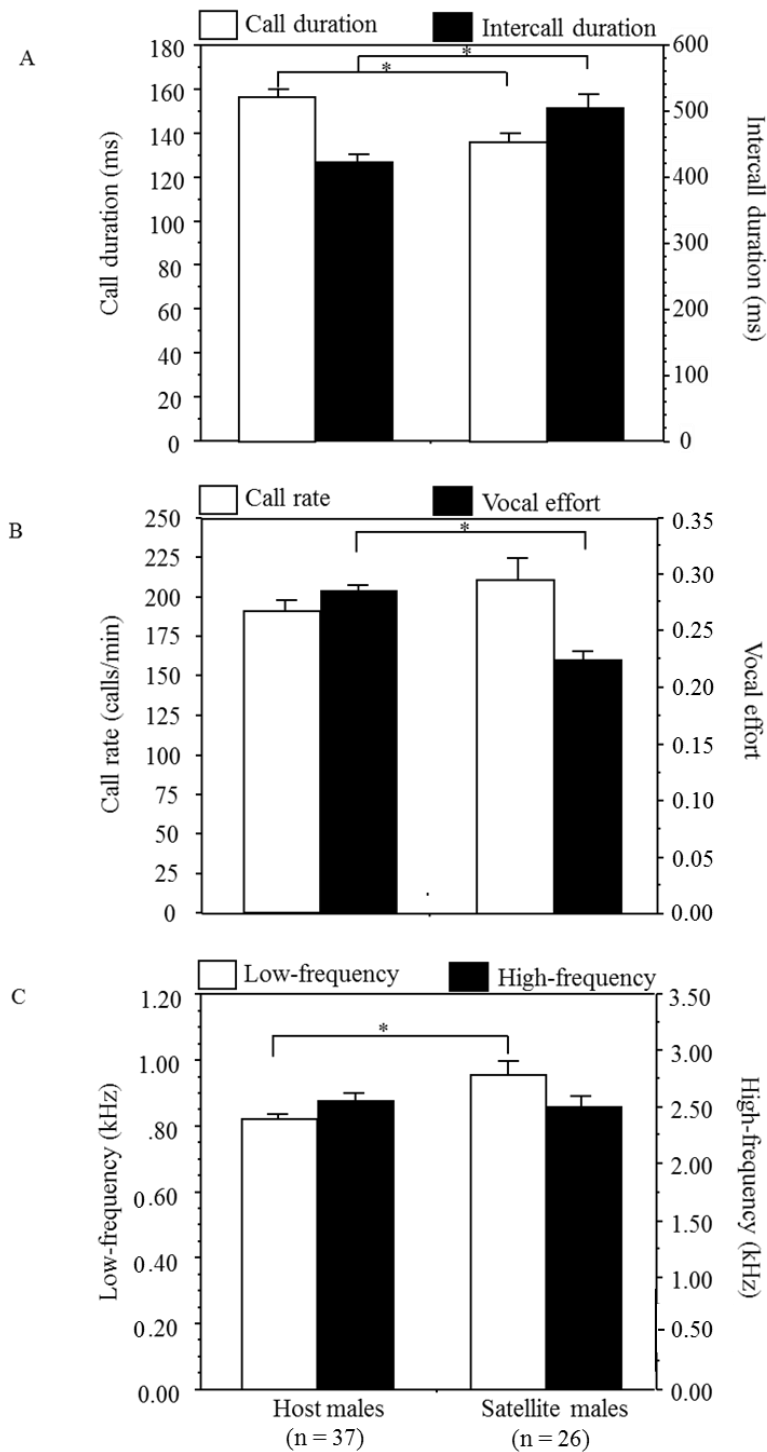 A
Call duration
Intercall duration
*
*
180
160
140
120
100
80
60
40
20
0
Call duration (ms)
600
500
400
300
200
100
0
Intercall duration (ms)
B
Call rate
Vocal effort
*
250
225
200
175
150
125
100
75
50
25
0
Call rate (calls/min)
0.35
0.30
0.25
0.20
0.15
0.10
0.05
0.00
Vocal effort
C
Low-frequency
High-frequency
*
1.20
1.00
.80
0.60
0.40
0.20
0.00
Low-frequency (kHz)
3.50
3.00
2.50
2.00
1.50
1.00
0.50
0.00
High-frequency (kHz)
Host males
(n = 37)
Satellite males
(n = 26)